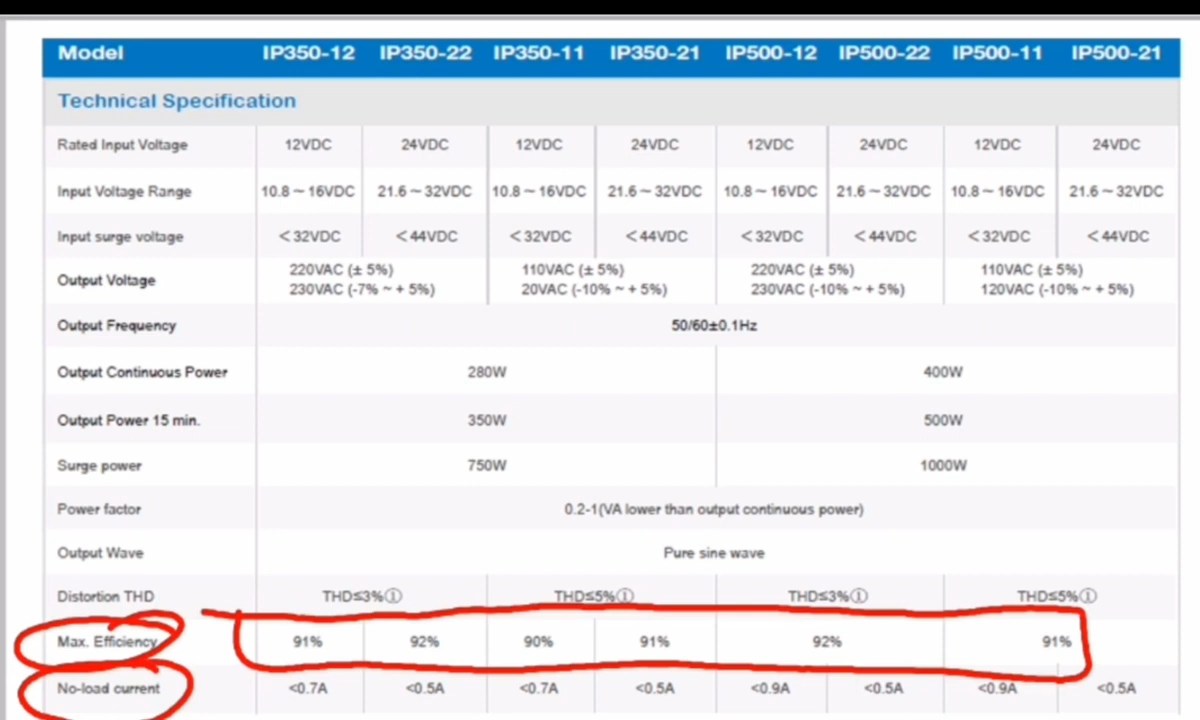 Model IP350-12 IP350-22 IP350-11 IP350-21 IP500-12 IP500-22 IP500-11 IP500-21
Technical Specification
Rated Input Voltage 12VDC 24VDC 12VDC 24VDC 12VDC 24VDC 12VDC 24VDC
Input Voltage Range 10.8~16VDC 21.6~32VDC 10.8~16VDC 21.6~32VDC 10.8~16VDC 21.6~32VDC 10.8~16VDC 21.6~32VDC
Input surge voltage <32VDC <44VDC <32VDC <44VDC <32VDC <44VDC <32VDC <44VDC
Output Voltage 220VAC (± 5%) 110VAC (± 5%) 220VAC (± 5%) 110VAC (± 5%)
230VAC (-7% ~ + 5%) 20VAC (-10% ~ + 5%) 230VAC (-10% ~ + 5%) 120VAC (-10% ~ + 5%)
Output Frequency 50/60±0.1Hz
Output Continuous Power 280W 400W
Output Power 15 min. 350W 500W
Surge power 750W 1000W
Power factor 0.2-1(VA lower than output continuous power)
Output Wave Pure sine wave
Distortion THD THD≤3%① THD≤5%① THD≤3%① THD≤5%①
Max. Efficiency 91% 92% 90% 91% 92% 91%
No-load current <0.7A <0.5A <0.7A <0.5A <0.9A <0.5A <0.9A <0.5A